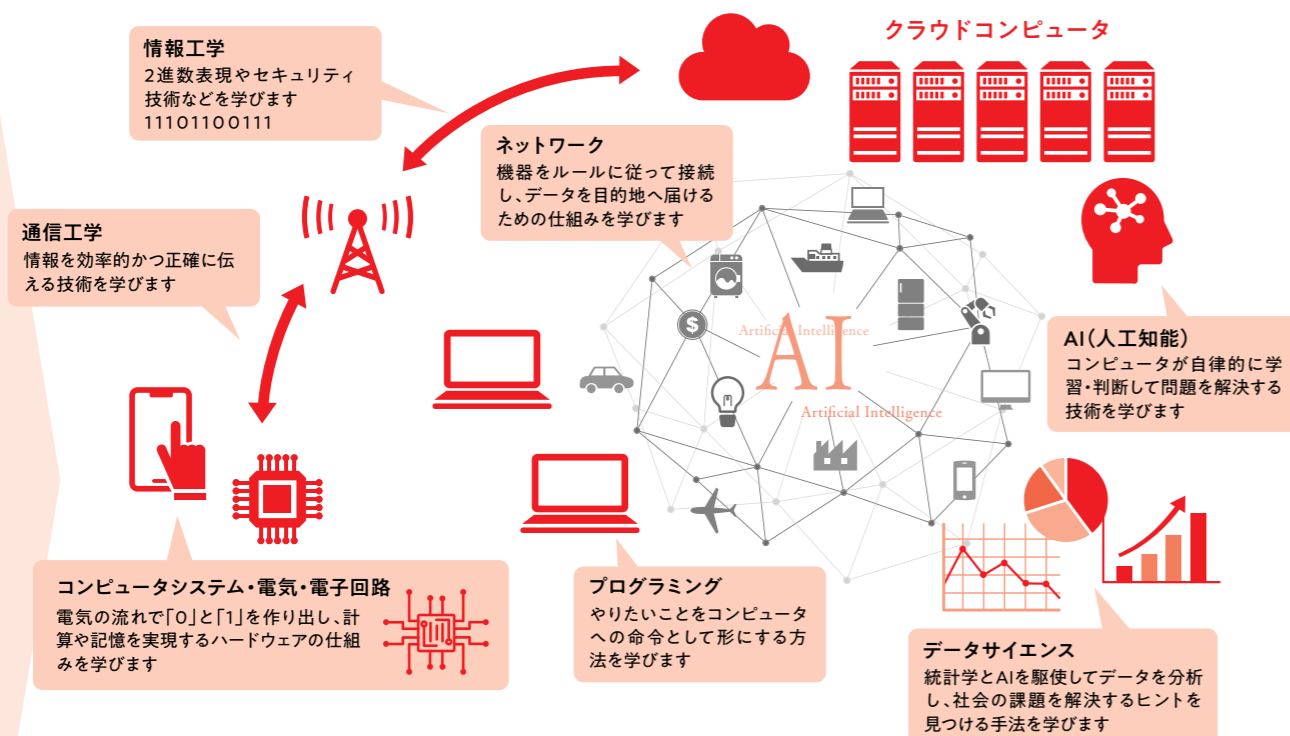 クラウドコンピュータ
情報工学
2進数表現やセキュリティ
技術などを学びます
11101100111
ネットワーク
機器をルールに従って接続
し、データを目的地へ届ける
ための仕組みを学びます
通信工学
情報を効率的かつ正確に伝
える技術を学びます
Artificial Intelligence
AI
Artificial Intelligence
AI(人工知能)
コンピュータが自律的に学
習・判断して問題を解決する
技術を学びます
コンピュータシステム・電気・電子回路
電気の流れで「0」と「1」を作り出し、計
算や記憶を実現するハードウェアの仕組
みを学びます
プログラミング
やりたいことをコンピュータ
への命令として形にする方
法を学びます
データサイエンス
統計学とAIを駆使してデータを分析
し、社会の課題を解決するヒントを
見つける手法を学びます
$